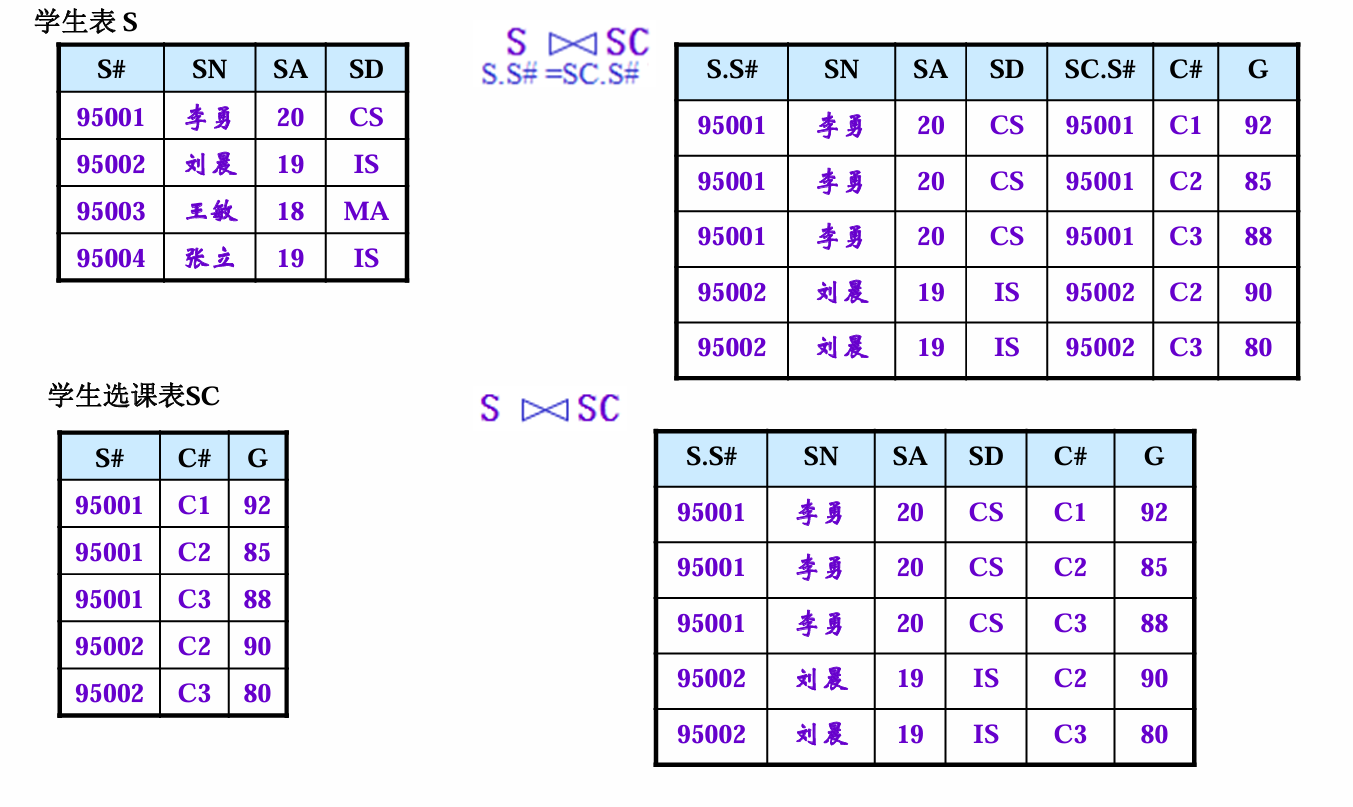 学生表 S
S# SN SA SD
95001 李勇 20 CS
95002 刘晨 19 IS
95003 王敏 18 MA
95004 张立 19 IS
S ⋈ SC
S.S# =SC.S#
S.S# SN SA SD SC.S# C# G
95001 李勇 20 CS 95001 C1 92
95001 李勇 20 CS 95001 C2 85
95001 李勇 20 CS 95001 C3 88
95002 刘晨 19 IS 95002 C2 90
95002 刘晨 19 IS 95002 C3 80
学生选课表SC
S# C# G
95001 C1 92
95001 C2 85
95001 C3 88
95002 C2 90
95002 C3 80
S ⋈ SC
S.S# SN SA SD C# G
95001 李勇 20 CS C1 92
95001 李勇 20 CS C2 85
95001 李勇 20 CS C3 88
95002 刘晨 19 IS C2 90
95002 刘晨 19 IS C3 80